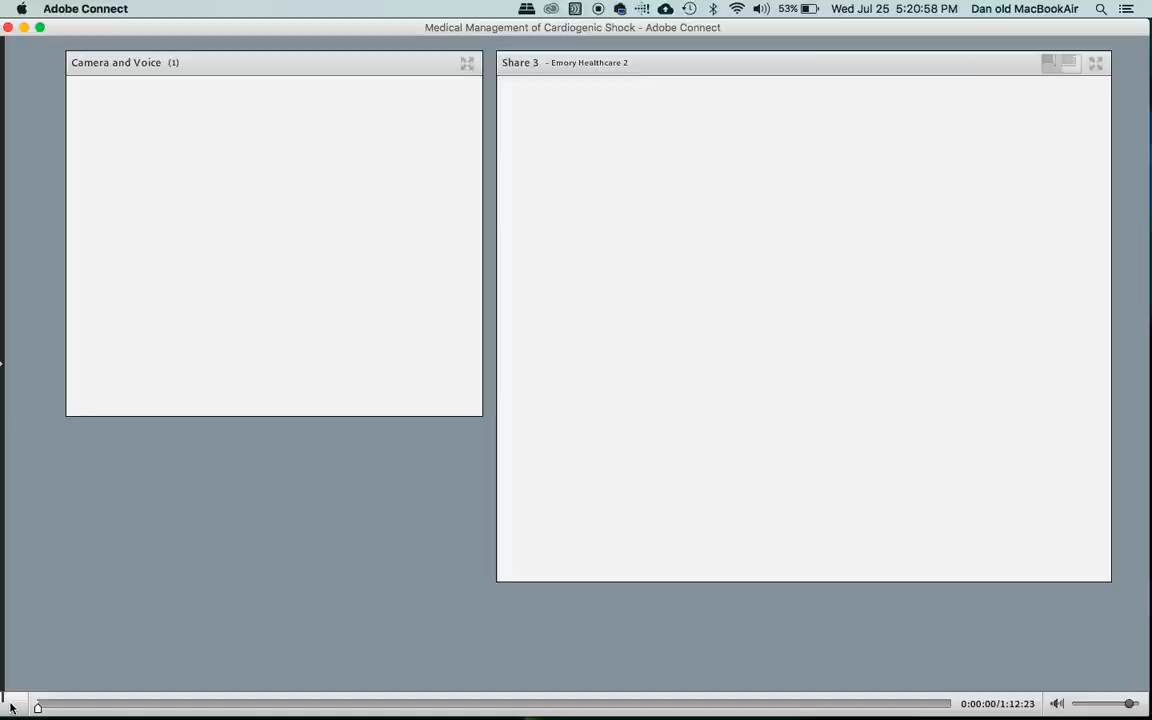 Adobe Connect
53%
Wed Jul 25 5:20:58 PM
Dan old MacBookAir
Medical Management of Cardiogenic Shock - Adobe Connect
Camera and Voice (1)
Share 3 - Emory Healthcare 2
0:00:00/1:12:23